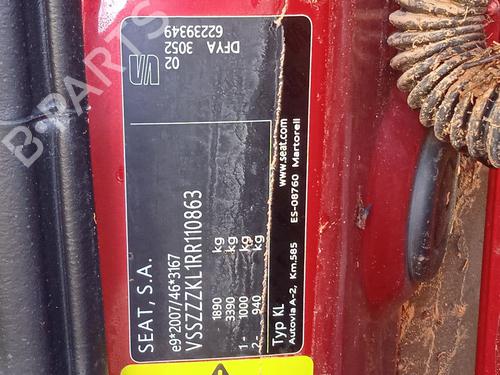 SEAT, S.A.
e9*2007/46*3167
VSSZZZKL1RR110863
1890 kg
3390 kg
1- 1000 kg
2- 940 kg
Typ KL
Autovia A-2, Km.585
ES-08760 Martorell
www.seat.com
02
DFYA 3052
62239349
B-PARTS